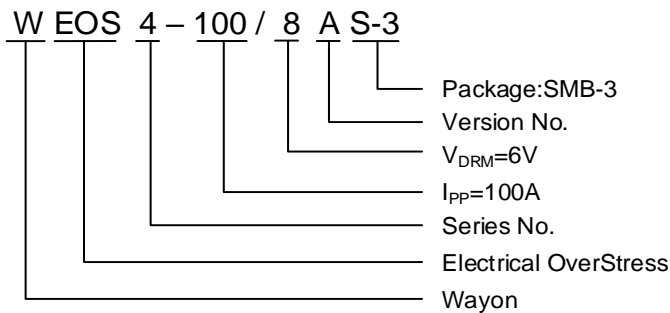 W EOS 4 – 100 / 8 A S-3
Package:SMB-3
Version No.
VDRM=6V
IPP=100A
Series No.
Electrical OverStress
Wayon